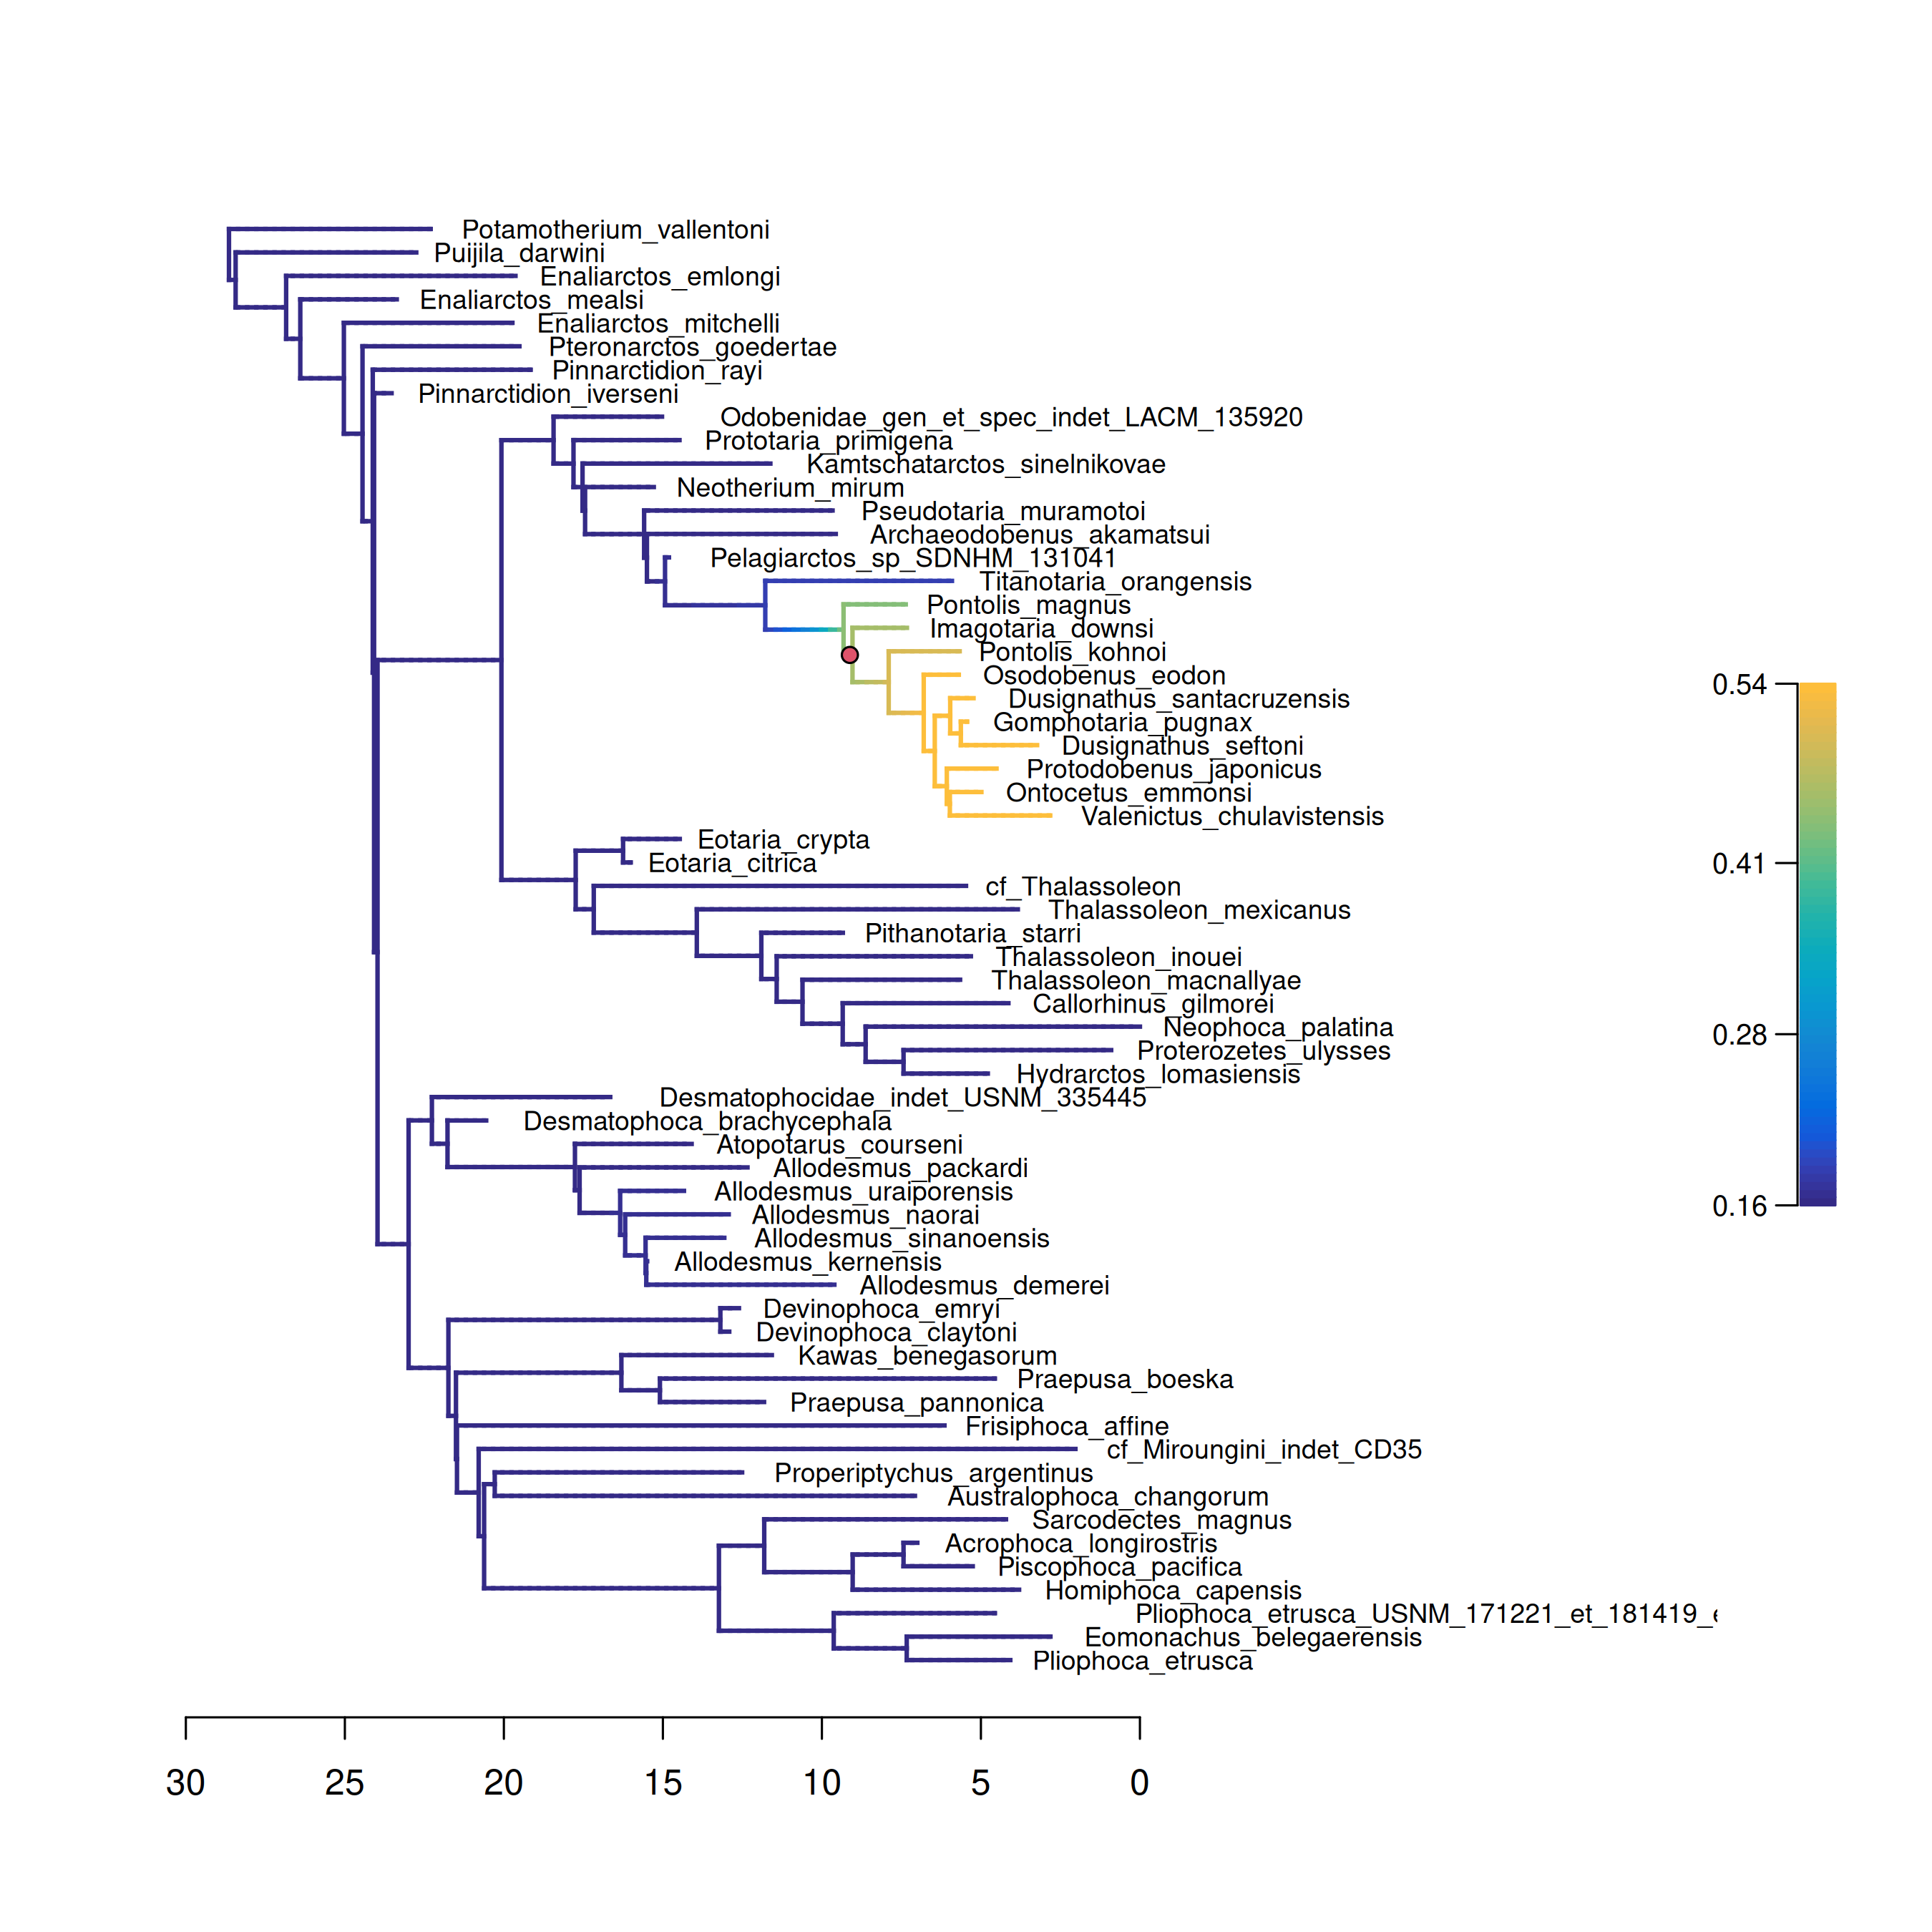 Potamotherium_vallentoni
Puijila_darwini
Enaliarctos_emlongi
Enaliarctos_mealsi
Enaliarctos_mitchelli
Pteronarctos_goedertae
Pinnarctidion_rayi
Pinnarctidion_iverseni
Odobenidae_gen_et_spec_indet_LACM_135920
Prototaria_primigena
Kamtschatarctos_sinelnikovae
Neotherium_mirum
Pseudotaria_muramotoi
Archaeodobenus_akamatsui
Pelagiarctos_sp_SDNHM_131041
Titanotaria_orangensis
Pontolis_magnus
Imagotaria_downsi
Pontolis_kohnoi
Osodobenus_eodon
Dusignathus_santacruzensis
Gomphotaria_pugnax
Dusignathus_seftoni
Protodobenus_japonicus
Ontocetus_emmonsi
Valenictus_chulavistensis
Eotaria_crypta
Eotaria_citrica
cf_Thalassoleon
Thalassoleon_mexicanus
Pithanotaria_starri
Thalassoleon_inouei
Thalassoleon_macnallyae
Callorhinus_gilmorei
Neophoca_palatina
Proterozetes_ulysses
Hydrarctos_lomasiensis
Desmatophocidae_indet_USNM_335445
Desmatophoca_brachycephala
Atopotarus_courseni
Allodesmus_packardi
Allodesmus_uraiporensis
Allodesmus_naorai
Allodesmus_sinanoensis
Allodesmus_kernensis
Allodesmus_demerei
Devinophoca_emryi
Devinophoca_claytoni
Kawas_benegasorum
Praepusa_boeska
Praepusa_pannonica
Frisiphoca_affine
cf_Miroungini_indet_CD35
Properiptychus_argentinus
Australophoca_changorum
Sarcodectes_magnus
Acrophoca_longirostris
Piscophoca_pacifica
Homiphoca_capensis
Pliophoca_etrusca_USNM_171221_et_181419_
Eomonachus_belegaerensis
Pliophoca_etrusca
30 25 20 15 10 5 0
0.54
0.41
0.28
0.16